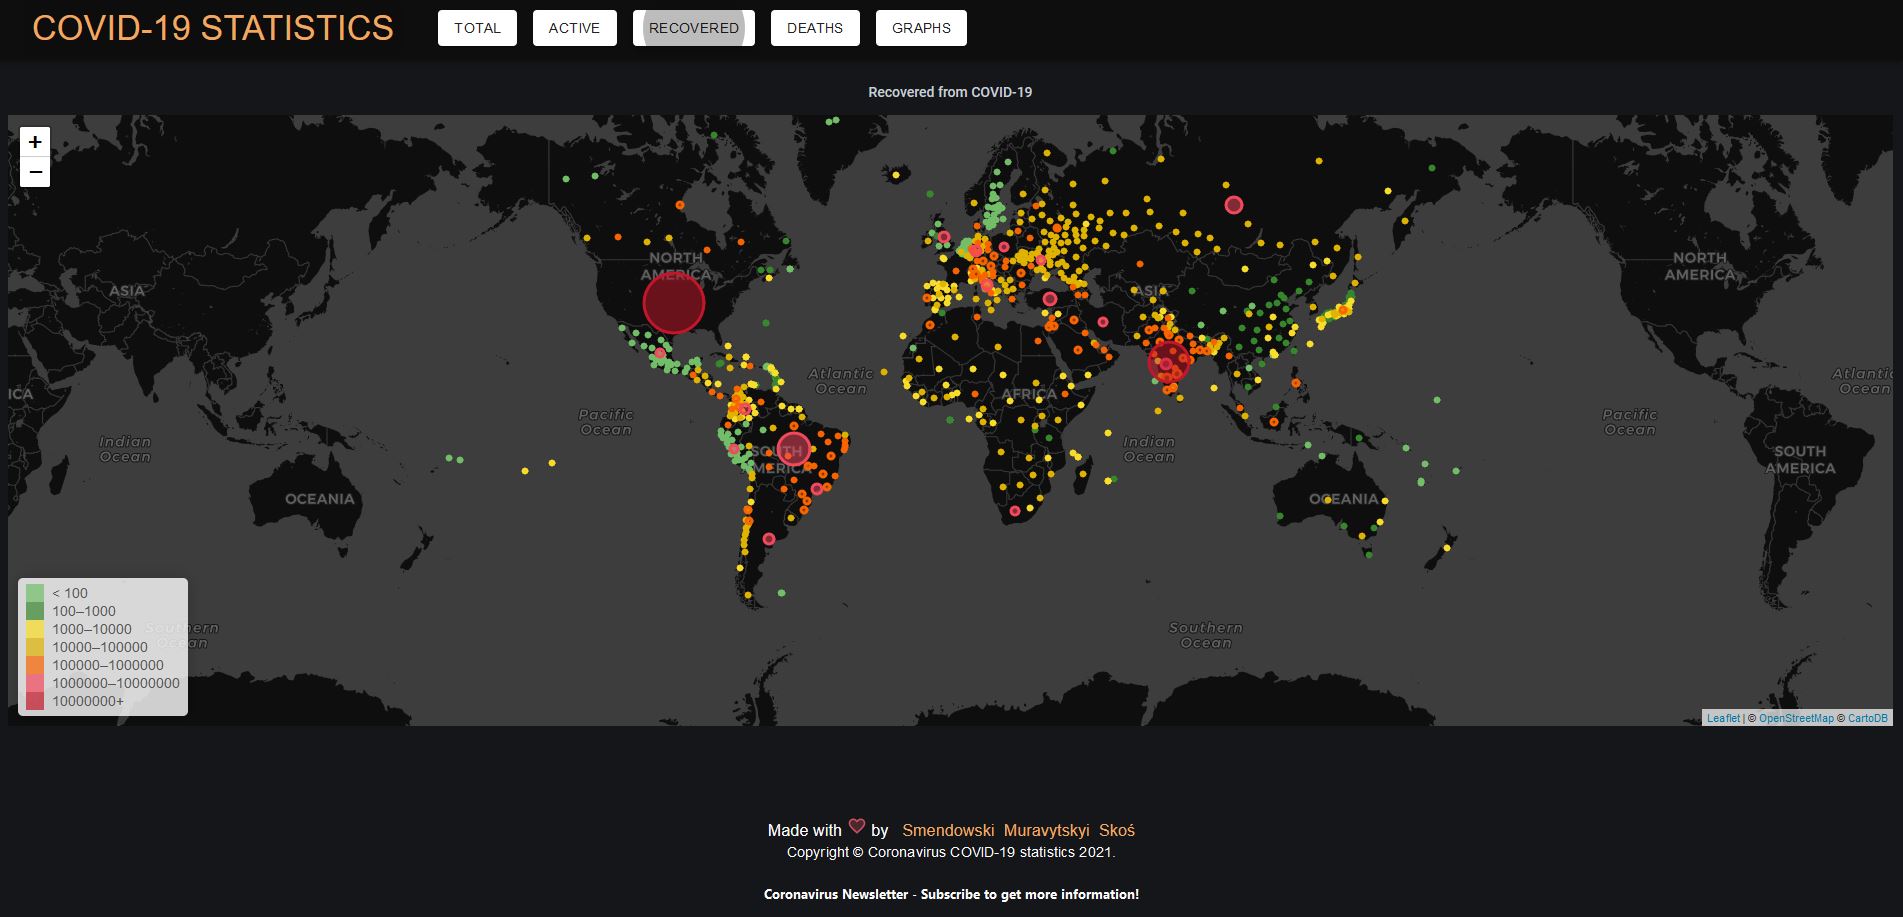 COVID-19 STATISTICS
TOTAL
ACTIVE
RECOVERED
DEATHS
GRAPHS
Recovered from COVID-19
+
−
NORTH
AMERICA
ASIA
ASIA
NORTH
AMERICA
Atlantic
Ocean
Atlantic
Ocean
ICA
AFRICA
Pacific
Ocean
Pacific
Ocean
Indian
Ocean
Indian
Ocean
SOUTH
AMERICA
SOUTH
AMERICA
OCEANIA
OCEANIA
Southern
Ocean
Southern
Ocean
< 100
100–1000
1000–10000
10000–100000
100000–1000000
1000000–10000000
10000000+
Leaflet | © OpenStreetMap © CartoDB
Made with by Smendowski Muravytskyi Skoś
Copyright © Coronavirus COVID-19 statistics 2021.
Coronavirus Newsletter - Subscribe to get more information!